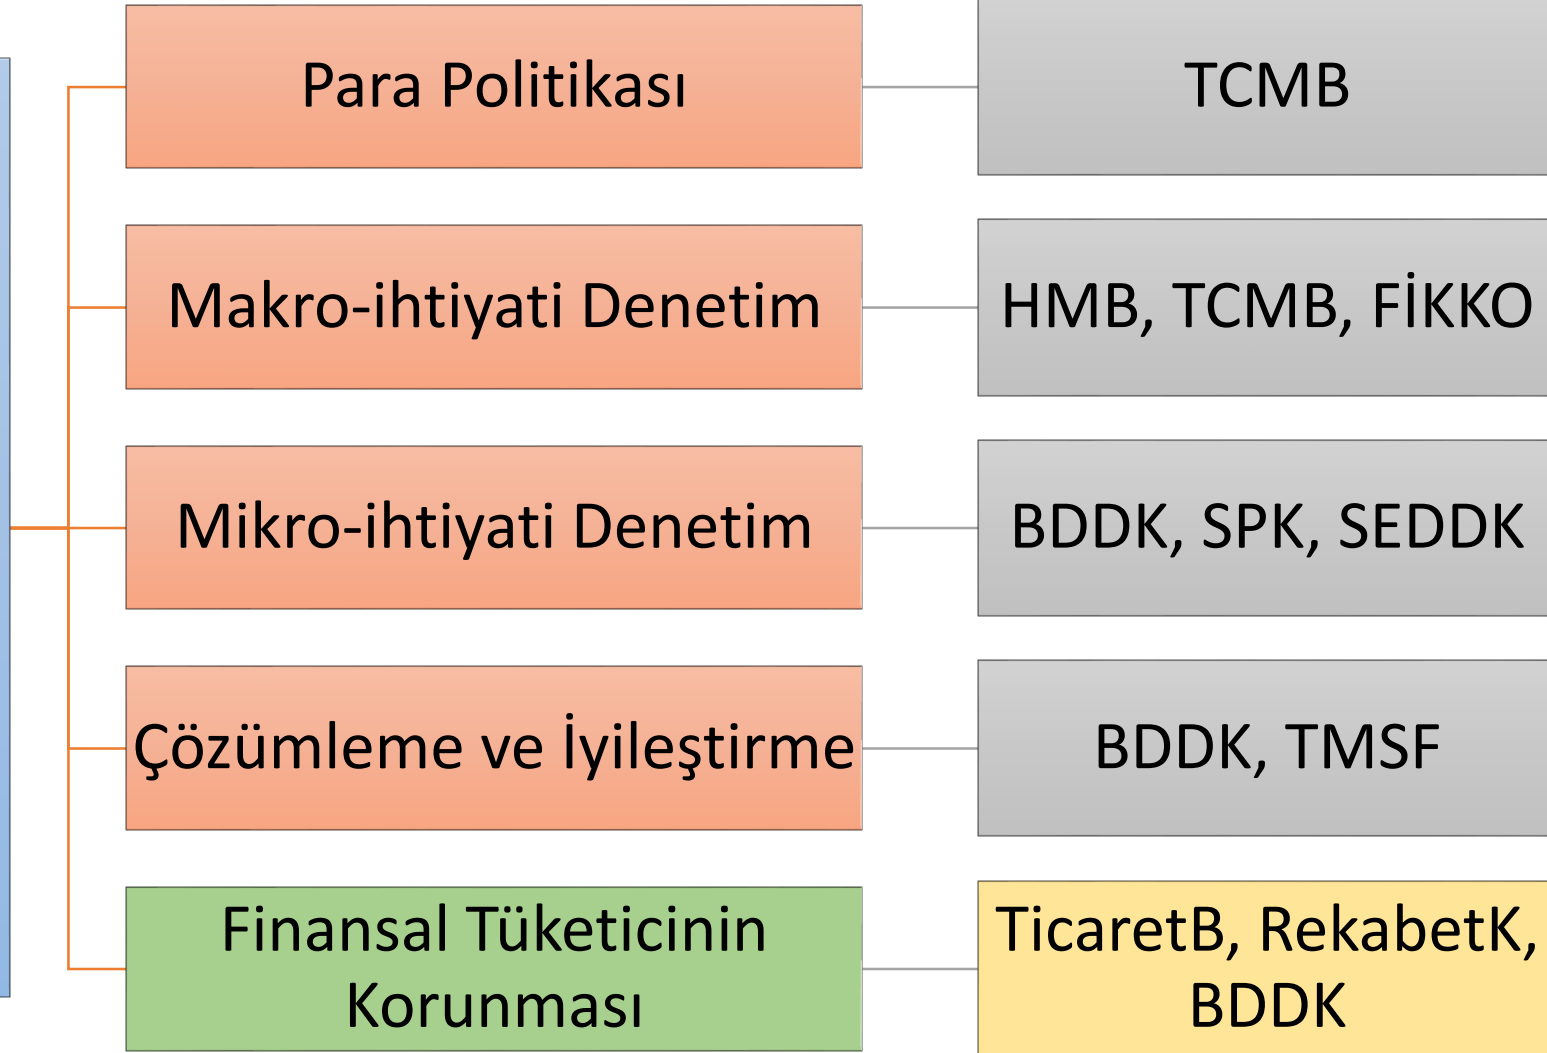 Para Politikası
TCMB
Makro-ihtiyati Denetim
HMB, TCMB, FİKKO
Mikro-ihtiyati Denetim
BDDK, SPK, SEDDK
Çözümleme ve İyileştirme
BDDK, TMSF
Finansal Tüketicinin
Korunması
TicaretB, RekabetK,
BDDK